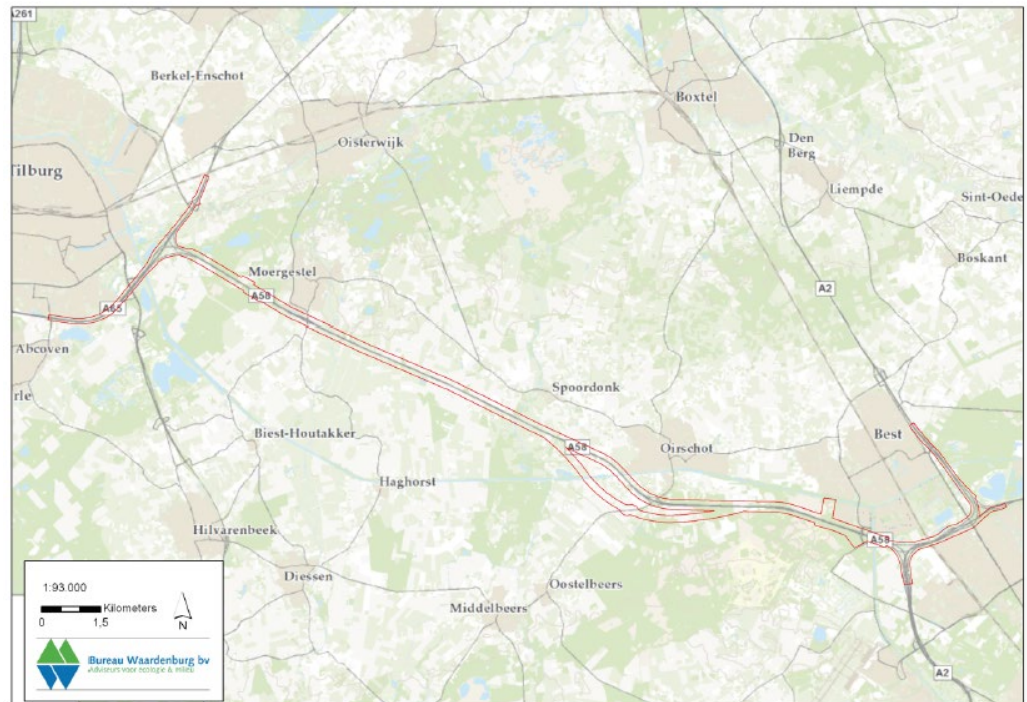 A261
Berkel-Enschot
Boxtel
Oisterwijk
Den
Berg
Tilburg
Liempde
Sint-Oede
Boskant
Moergestel
A58
A2
A65
Abcoven
rle
Spoordonk
Best
Biest-Houtakker
A58
Oirschot
Haghorst
Hilvarenbeek
A58
Diessen
Oostelbeers
Middelbeers
1:93.000
Kilometers
0 1,5
N
Bureau Waardenburg bv
Adviseurs voor ecologie & milieu
A2